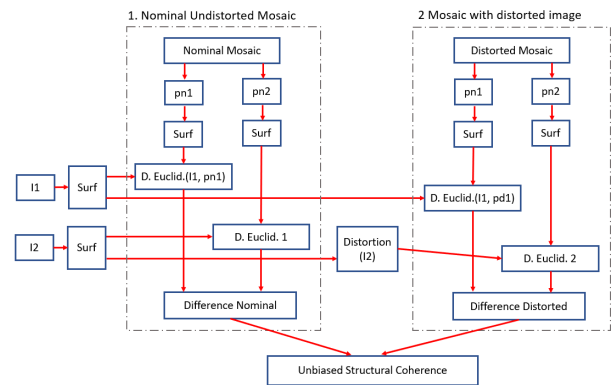 1. Nominal Undistorted Mosaic
2 Mosaic with distorted image
Nominal Mosaic
Distorted Mosaic
pn1
pn2
pn1
pn2
Surf
Surf
Surf
Surf
I1
Surf
D. Euclid.(I1, pn1)
D. Euclid.(I1, pd1)
I2
Surf
D. Euclid. 1
Distortion
(I2)
D. Euclid. 2
Difference Nominal
Difference Distorted
Unbiased Structural Coherence